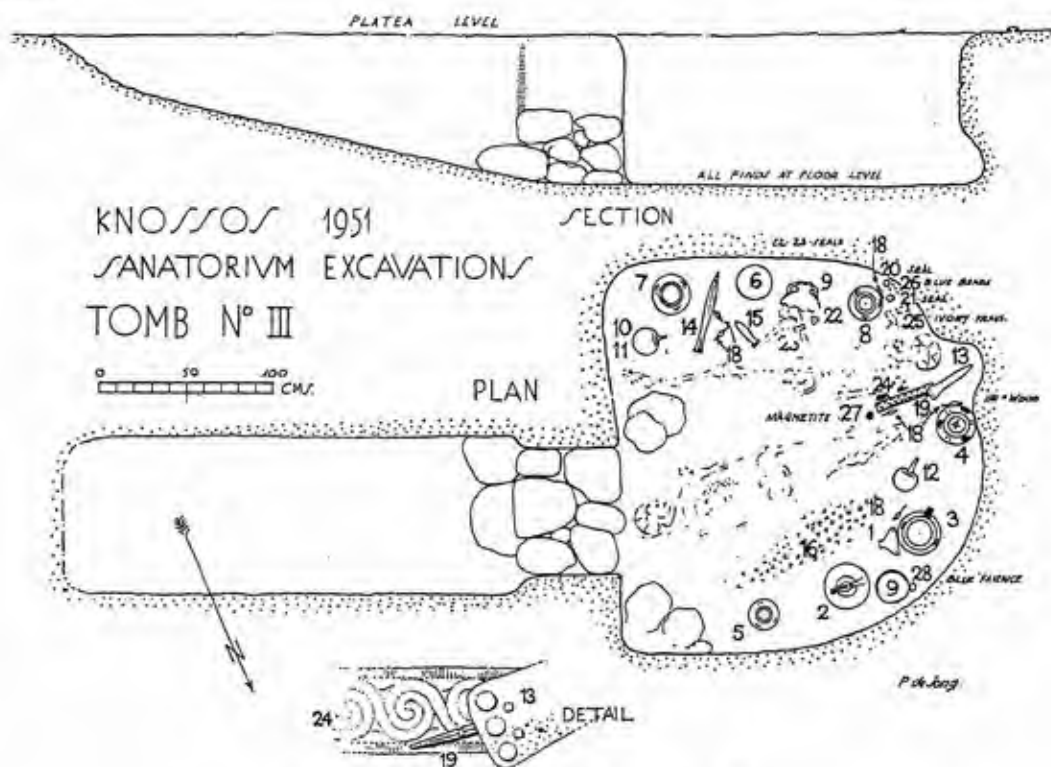 PLATEA LEVEL
ALL FINDS AT FLOOR LEVEL
SECTION
KNOSSOS 1951
SANATORIVM EXCAVATIONS
TOMB No III
0 50 100 CMS.
PLAN
22 23 SEALS
18
20 SEAL
26 BLUE BEADS
21 SEAL
25 IVORY FRAGS.
7
6
9
14
15
22
8
10
11
18
13
24
19
WOOD
MAGNETITE 27
18
4
12
18
3
1
16
28
BLUE FAIENCE
2
9
5
N
P de Jong
24
13
DETAIL
19